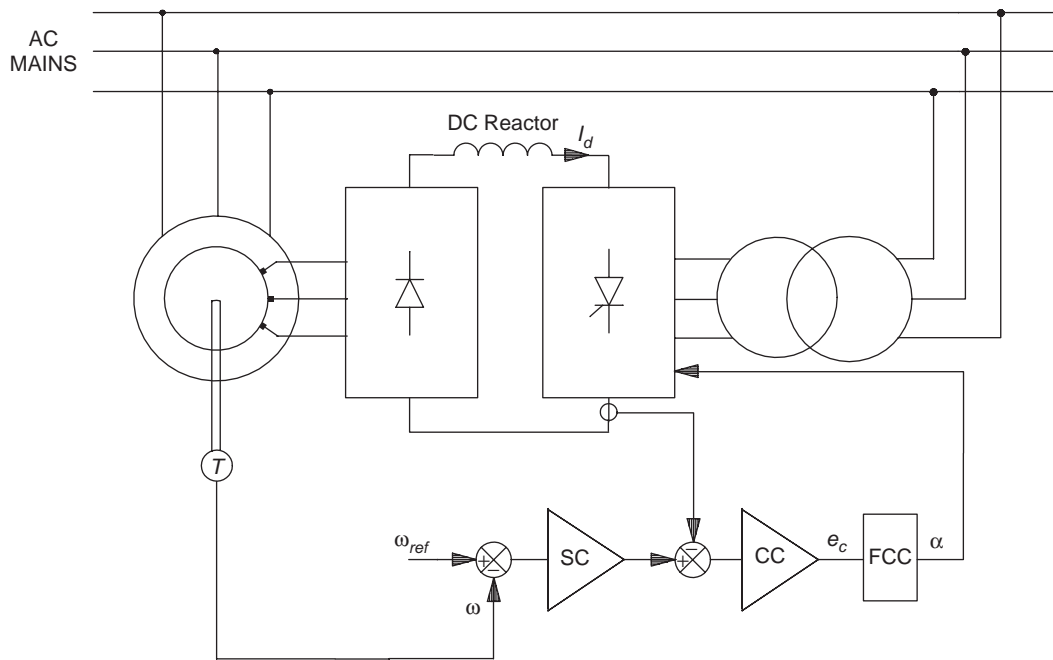 AC
MAINS
DC Reactor
I_d
T
ω_ref
+
−
ω
SC
+
−
CC
e_c
FCC
α